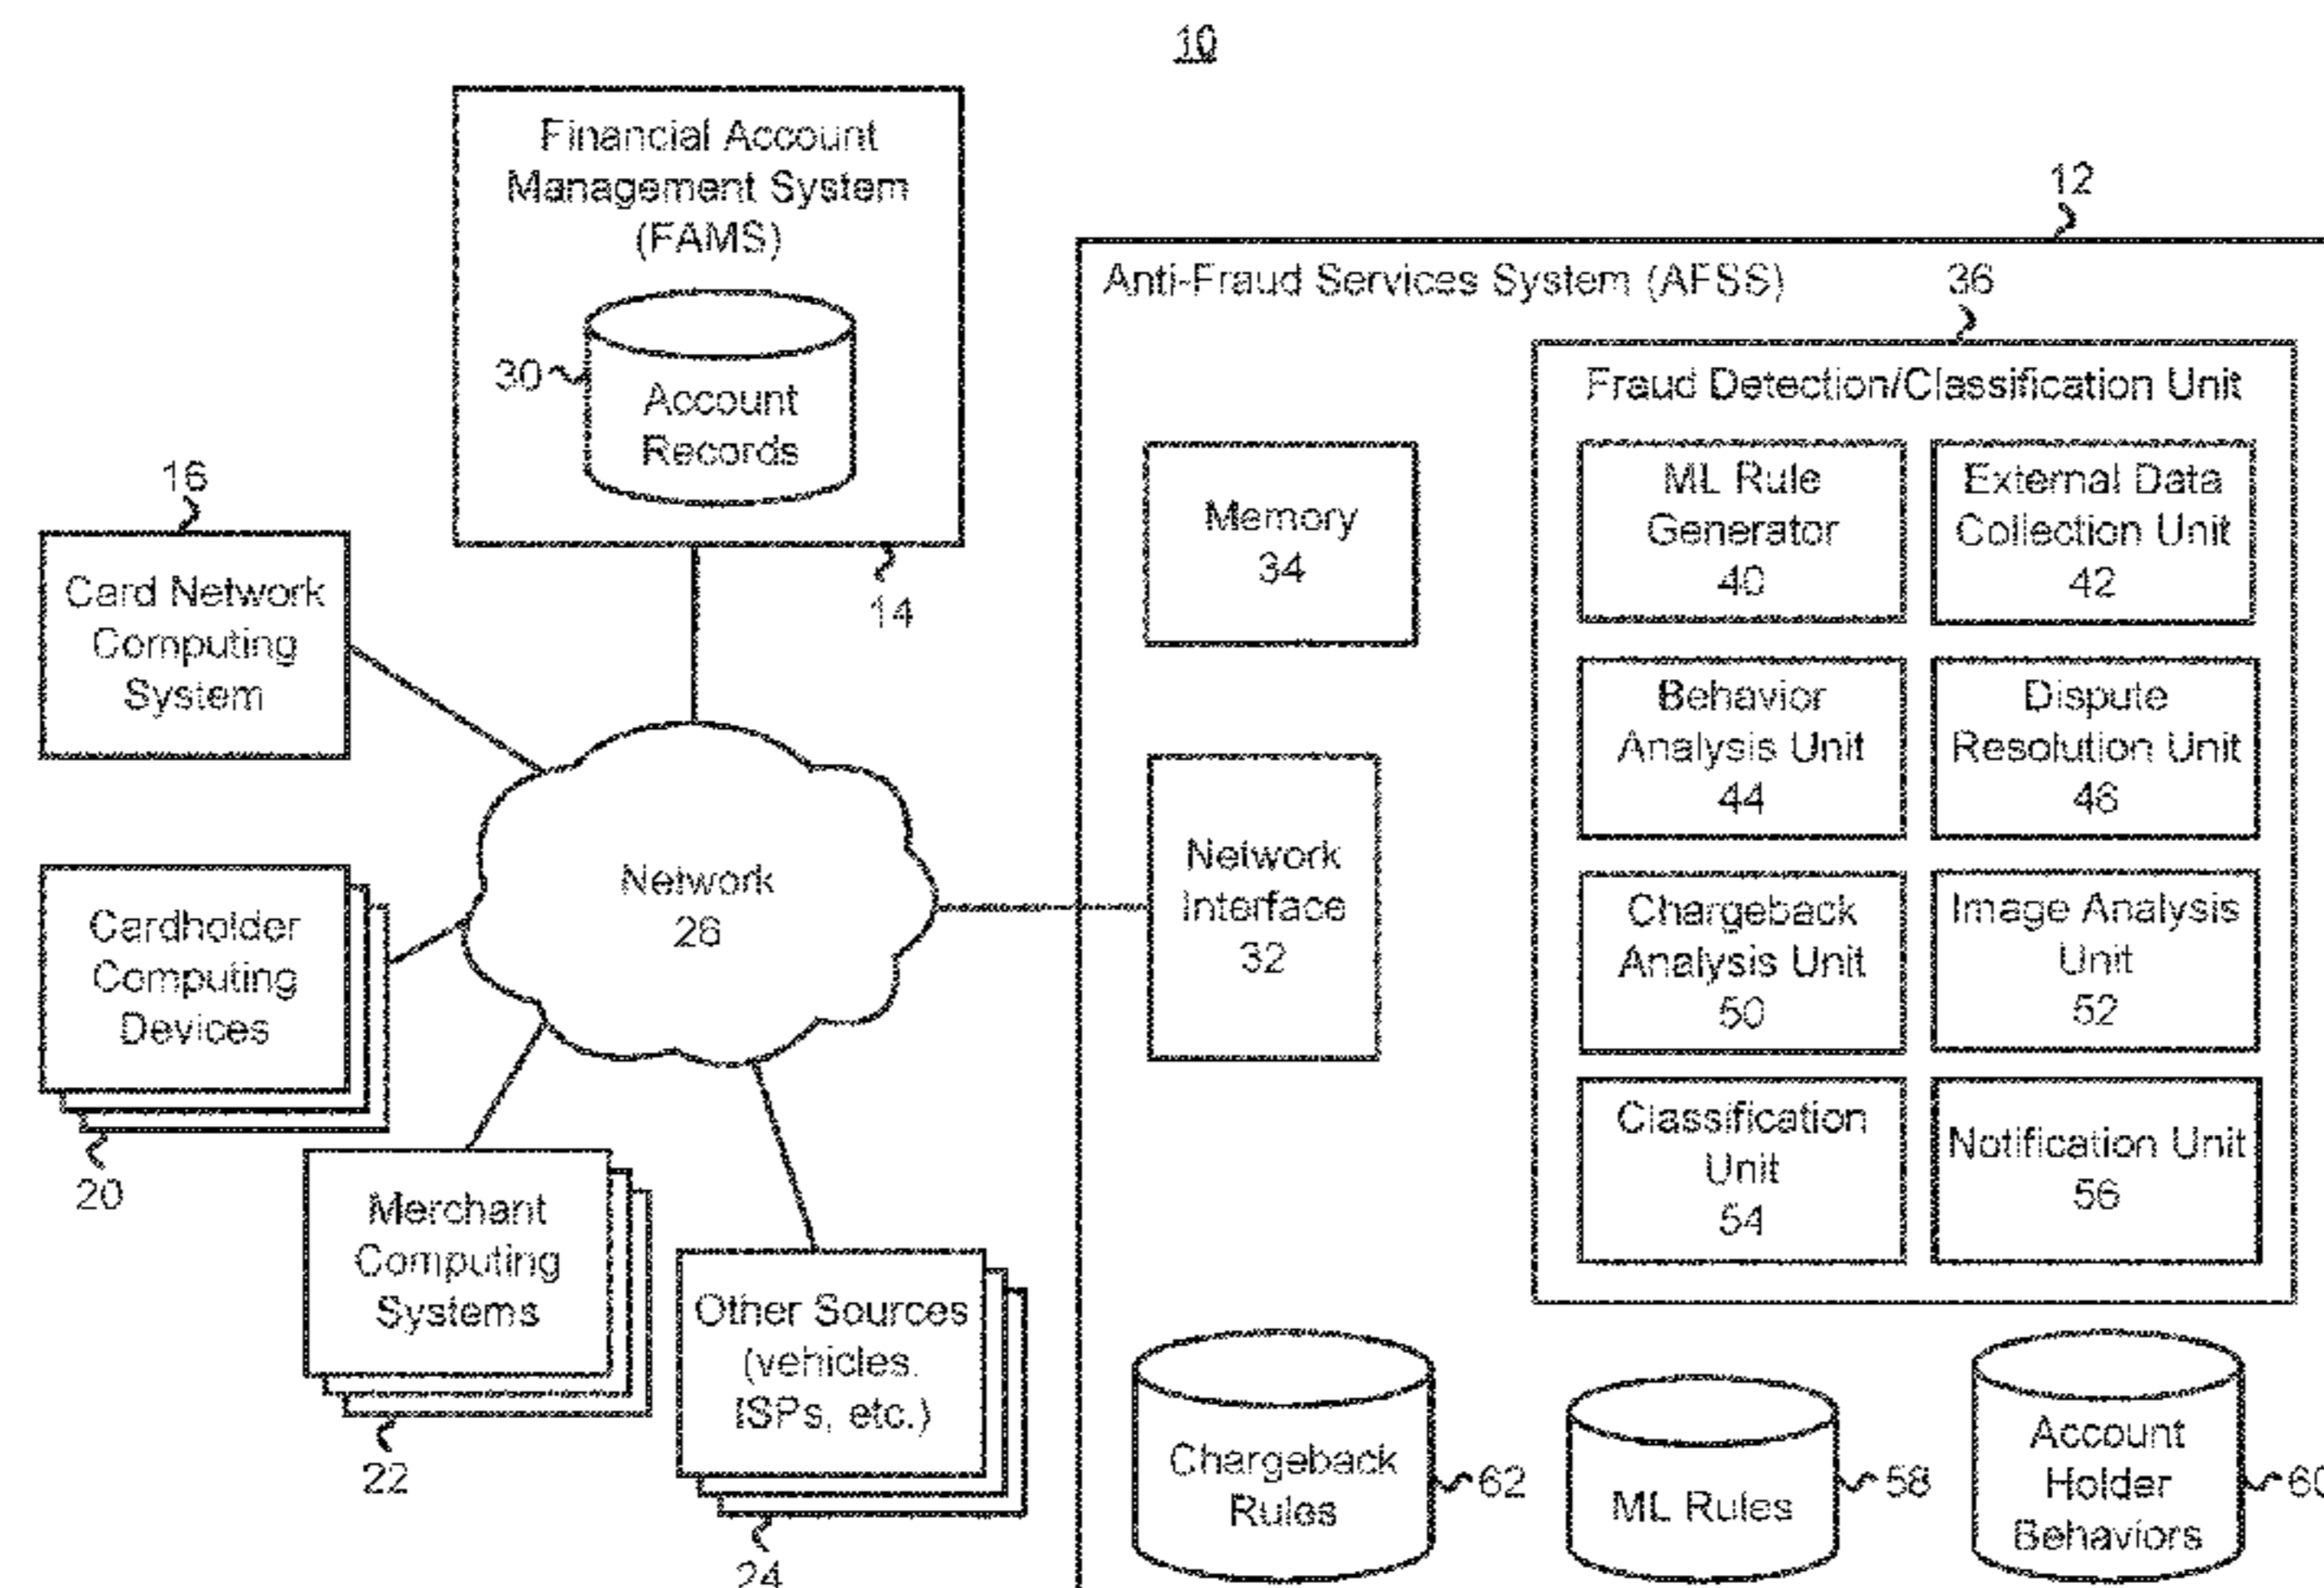 10
Financial Account
Management System
(FAMS)
30
Account
Records
14
16
Card Network
Computing
System
Cardholder
Computing
Devices
20
Merchant
Computing
Systems
22
Other Sources
(vehicles,
ISPs, etc.)
24
Network
26
12
Anti-Fraud Services System (AFSS)
36
Memory
34
Network
Interface
32
Fraud Detection/Classification Unit
ML Rule
Generator
40
External Data
Collection Unit
42
Behavior
Analysis Unit
44
Dispute
Resolution Unit
46
Chargeback
Analysis Unit
50
Image Analysis
Unit
52
Classification
Unit
54
Notification Unit
56
Chargeback
Rules
62
ML Rules
58
Account
Holder
Behaviors
60